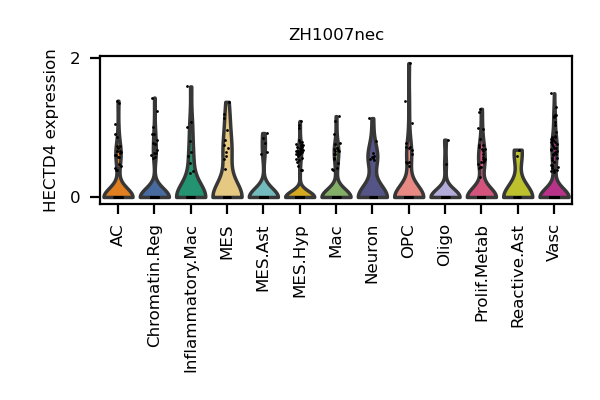 ZH1007nec
HECTD4 expression
2
0
AC
Chromatin.Reg
Inflammatory.Mac
MES
MES.Ast
MES.Hyp
Mac
Neuron
OPC
Oligo
Prolif.Metab
Reactive.Ast
Vasc